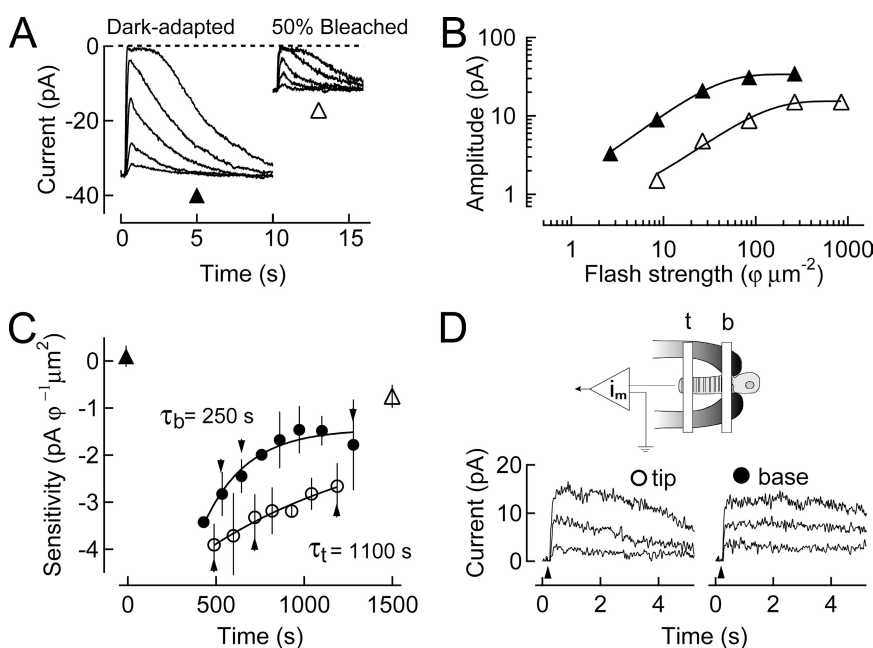 A
Dark-adapted
50% Bleached
0
-20
-40
Current (pA)
0
5
10
15
Time (s)
B
100
10
1
Amplitude (pA)
1
10
100
1000
Flash strength (φ μm-2)
C
0
-1
-2
-3
-4
Sensitivity (pA φ -1μm2)
τb= 250 s
τt= 1100 s
0
500
1000
1500
Time (s)
D
t
b
im
tip
base
20
10
0
Current (pA)
0
2
4
0
2
4
Time (s)